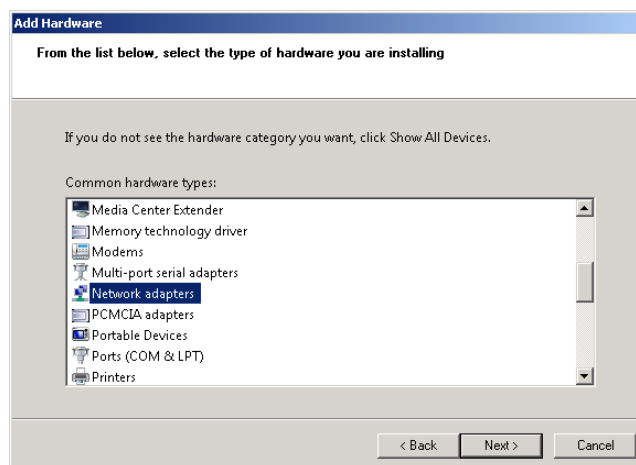 Add Hardware
From the list below, select the type of hardware you are installing
If you do not see the hardware category you want, click Show All Devices.
Common hardware types:
Media Center Extender
Memory technology driver
Modems
Multi-port serial adapters
Network adapters
PCMCIA adapters
Portable Devices
Ports (COM & LPT)
Printers
< Back Next > Cancel